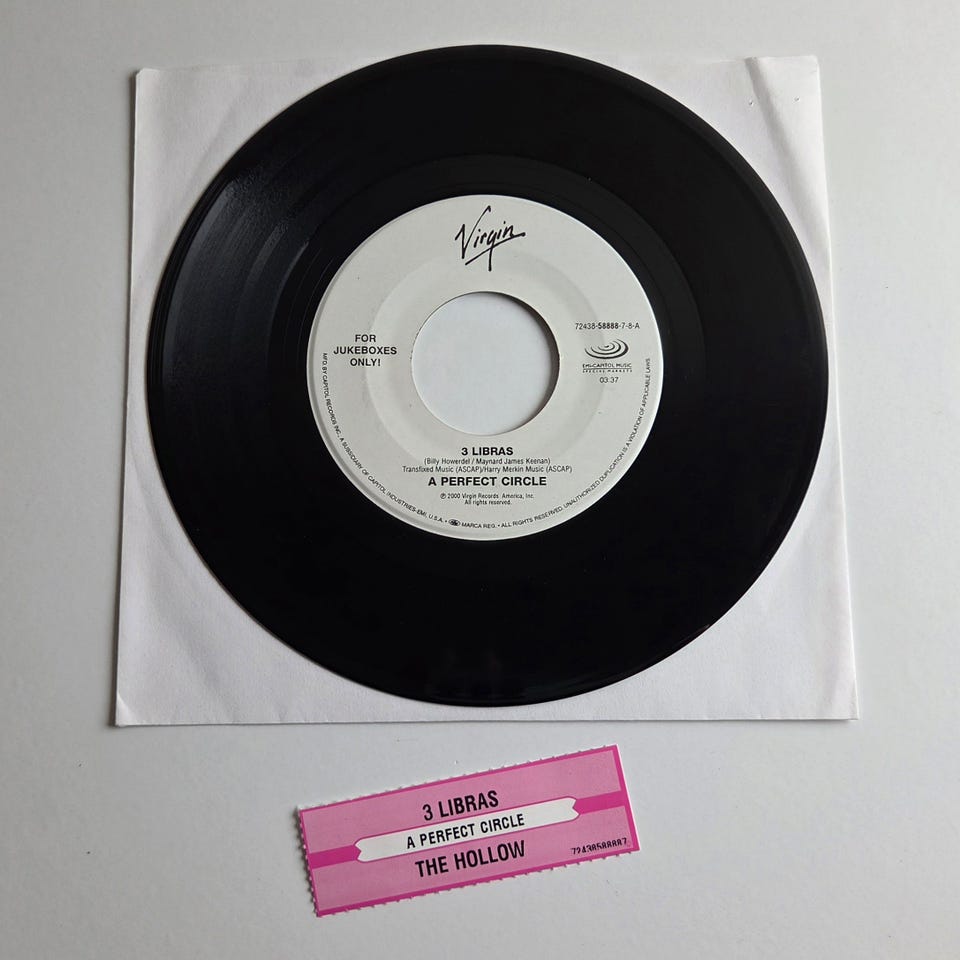 Virgin
72438-58888-7-8-A
FOR
JUKEBOXES
ONLY!
EMI-CAPITOL MUSIC
SPECIAL MARKETS
03:37
3 LIBRAS
(Billy Howerdel / Maynard James Keenan)
Transfixed Music (ASCAP)/Harry Merkin Music (ASCAP)
A PERFECT CIRCLE
℗ 2000 Virgin Records America, Inc.
All rights reserved.
MFD. BY CAPITOL RECORDS INC., A SUBSIDIARY OF CAPITOL INDUSTRIES-EMI, U.S.A. • MARCA REG. • ALL RIGHTS RESERVED. UNAUTHORIZED DUPLICATION IS A VIOLATION OF APPLICABLE LAWS.
3 LIBRAS
A PERFECT CIRCLE
THE HOLLOW
72438588887